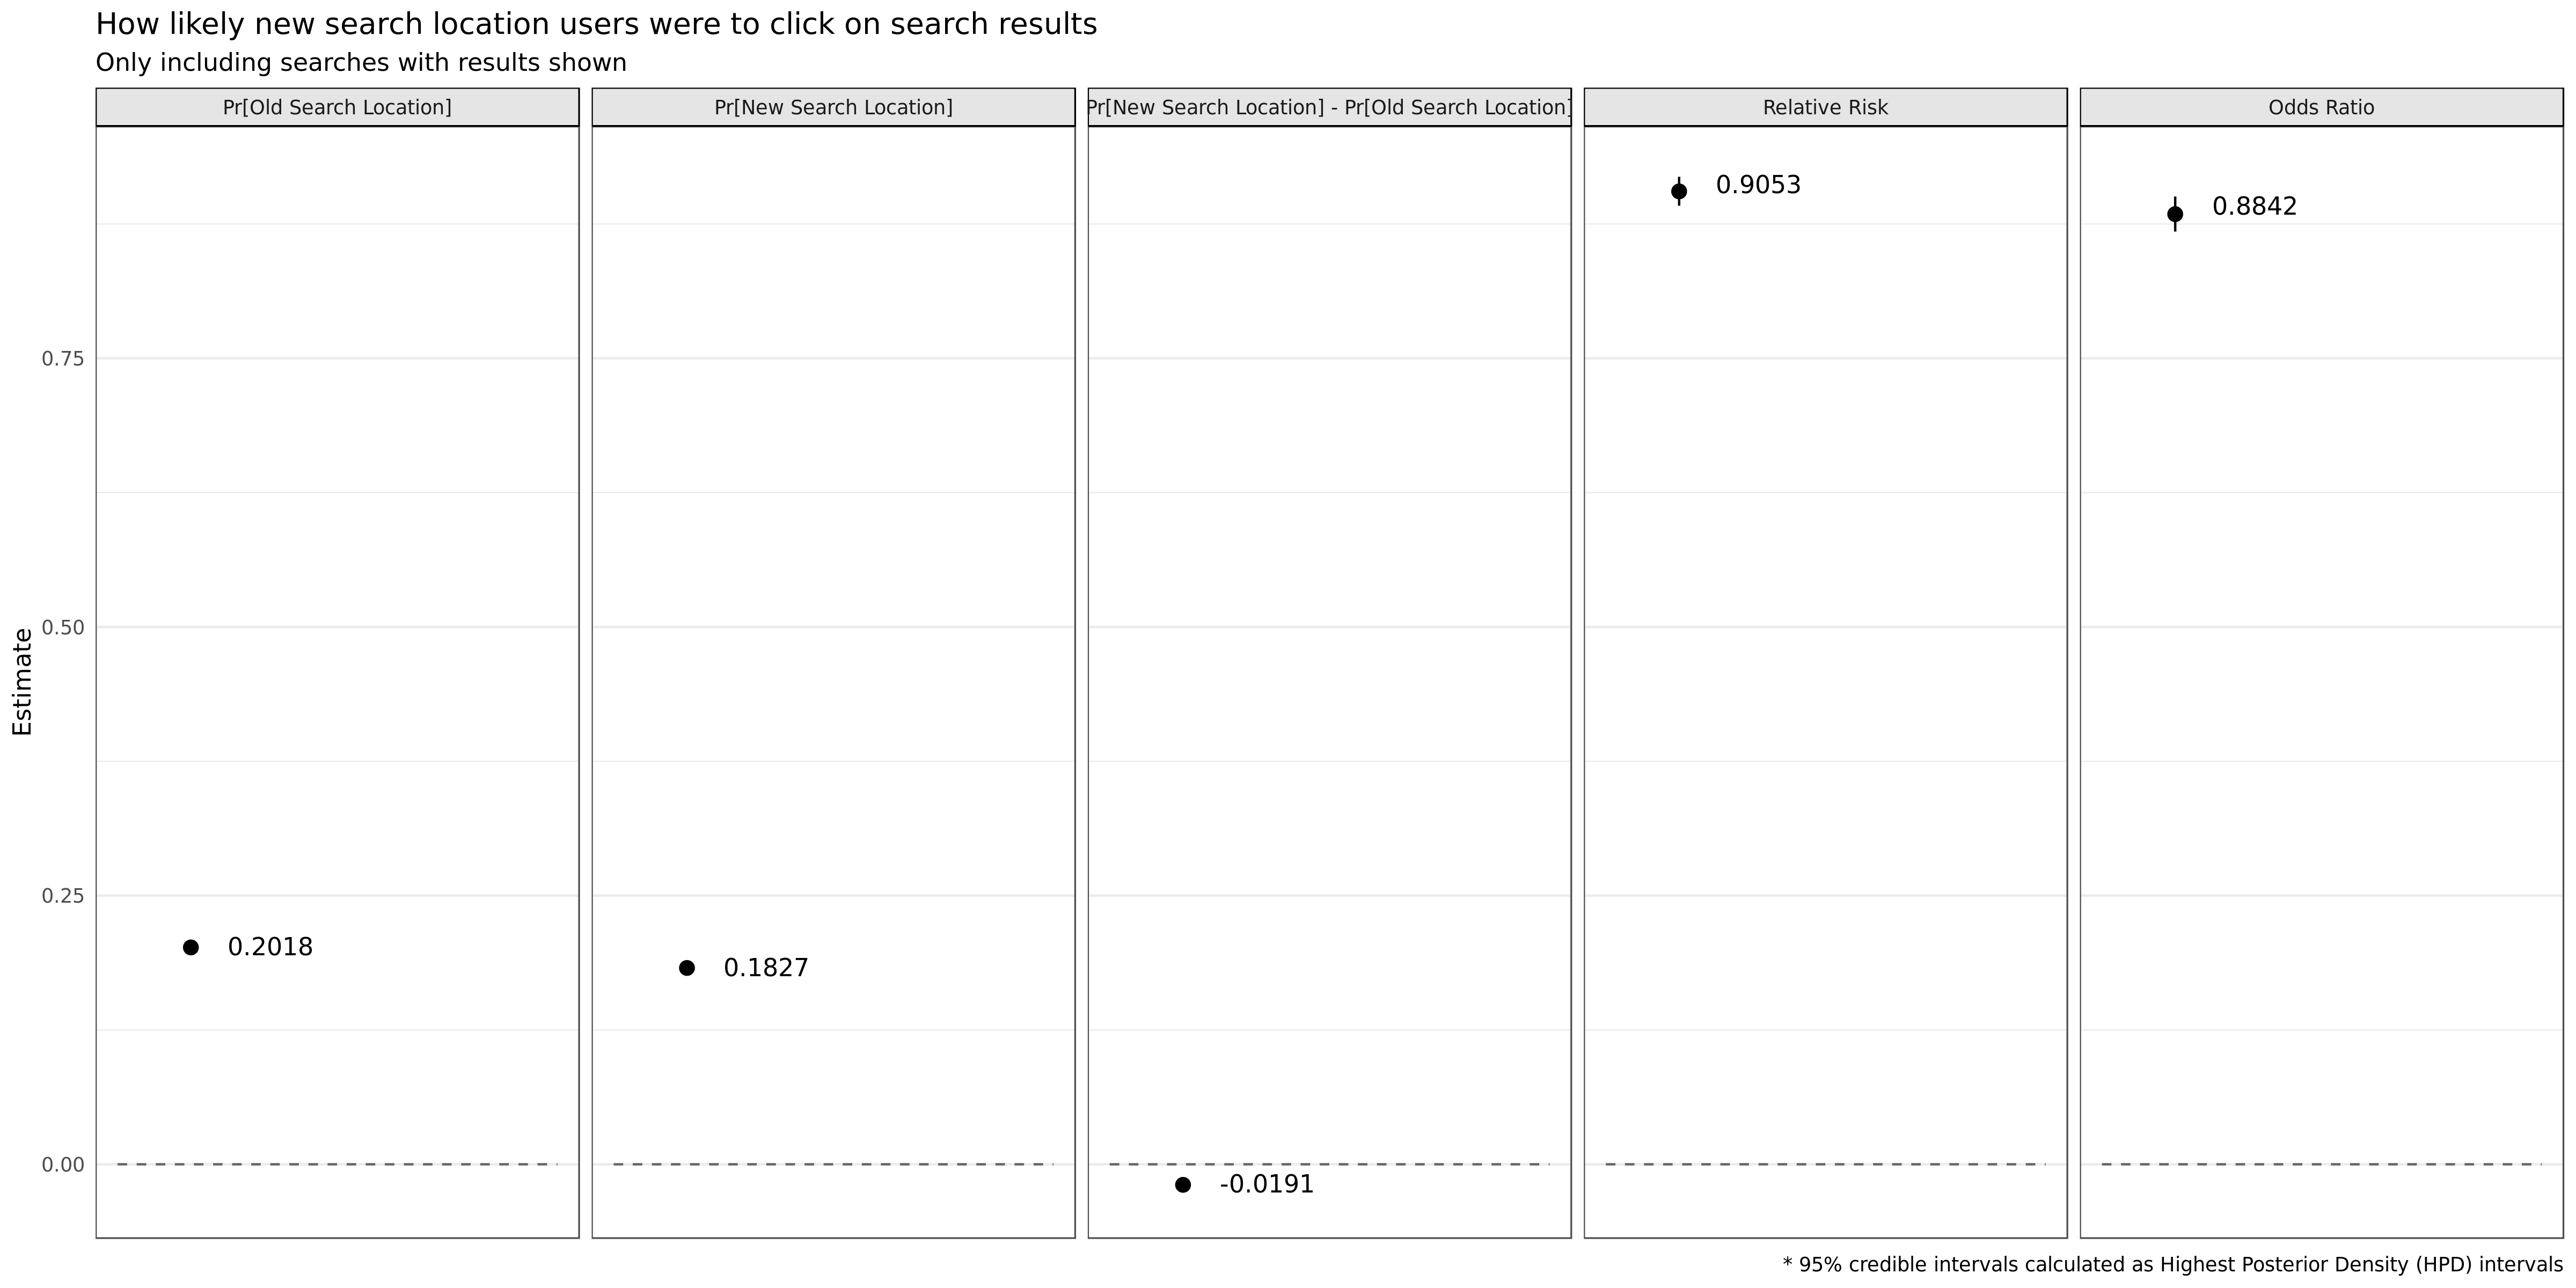 How likely new search location users were to click on search results
Only including searches with results shown
Pr[Old Search Location]
Pr[New Search Location]
Pr[New Search Location] - Pr[Old Search Location]
Relative Risk
Odds Ratio
Estimate
0.75
0.50
0.25
0.00
0.2018
0.1827
-0.0191
0.9053
0.8842
* 95% credible intervals calculated as Highest Posterior Density (HPD) intervals